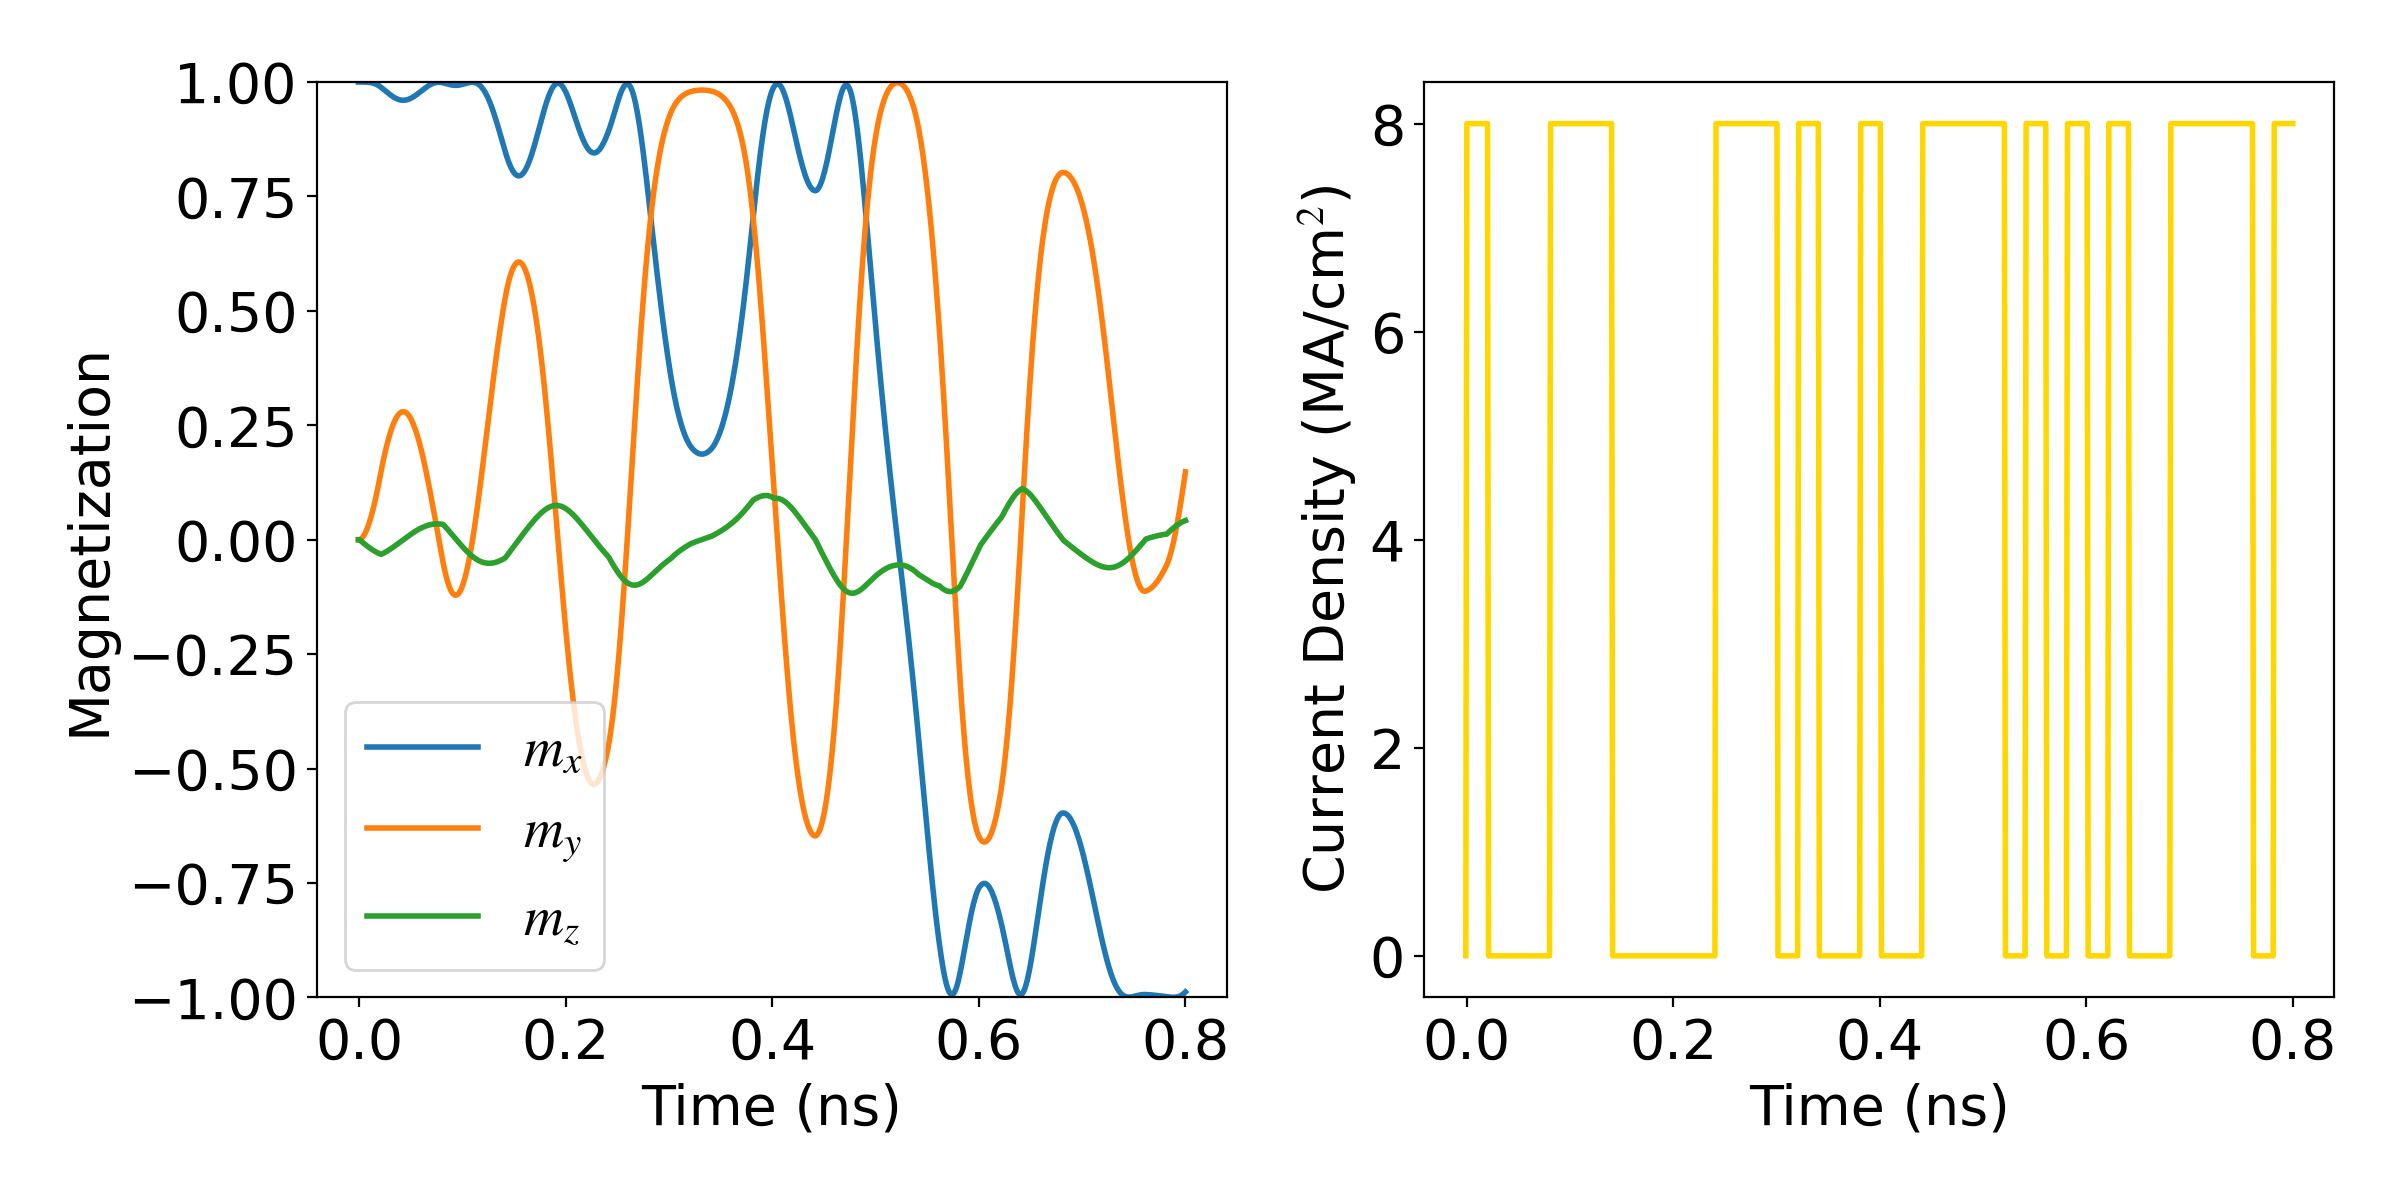 1.00
0.75
0.50
0.25
0.00
−0.25
−0.50
−0.75
−1.00
Magnetization
m_x
m_y
m_z
0.0 0.2 0.4 0.6 0.8
Time (ns)
8
6
4
2
0
Current Density (MA/cm²)
0.0 0.2 0.4 0.6 0.8
Time (ns)